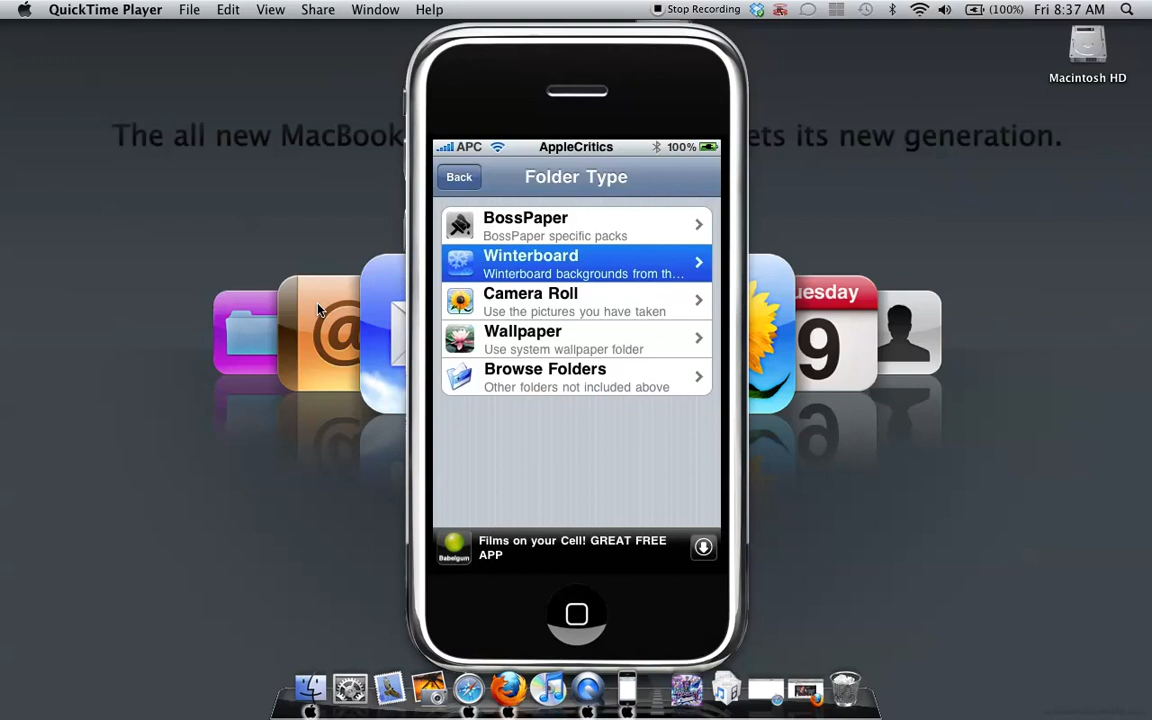 QuickTime Player File Edit View Share Window Help Stop Recording (100%) Fri 8:37 AM
Macintosh HD
The all new MacBook ets its new generation.
APC AppleCritics 100%
Back Folder Type
BossPaper
BossPaper specific packs
Winterboard
Winterboard backgrounds from th...
Camera Roll
Use the pictures you have taken
Wallpaper
Use system wallpaper folder
Browse Folders
Other folders not included above
uesday
9
@
Films on your Cell! GREAT FREE
APP
Babelgum